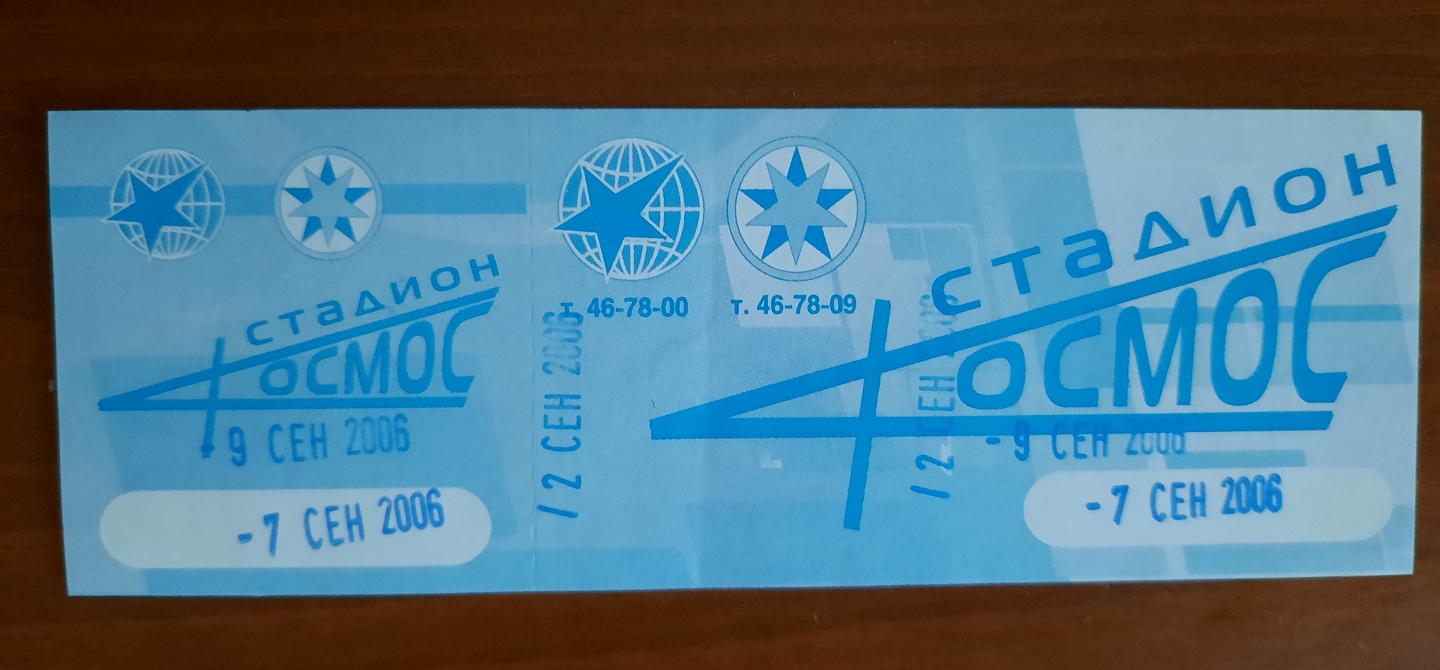 стадион
КОСМОС
9 СЕН 2006
-7 СЕН 2006
12 СЕН 2006
т. 46-78-00
т. 46-78-09
стадион
КОСМОС
12 СЕН 2006
-9 СЕН 2006
-7 СЕН 2006